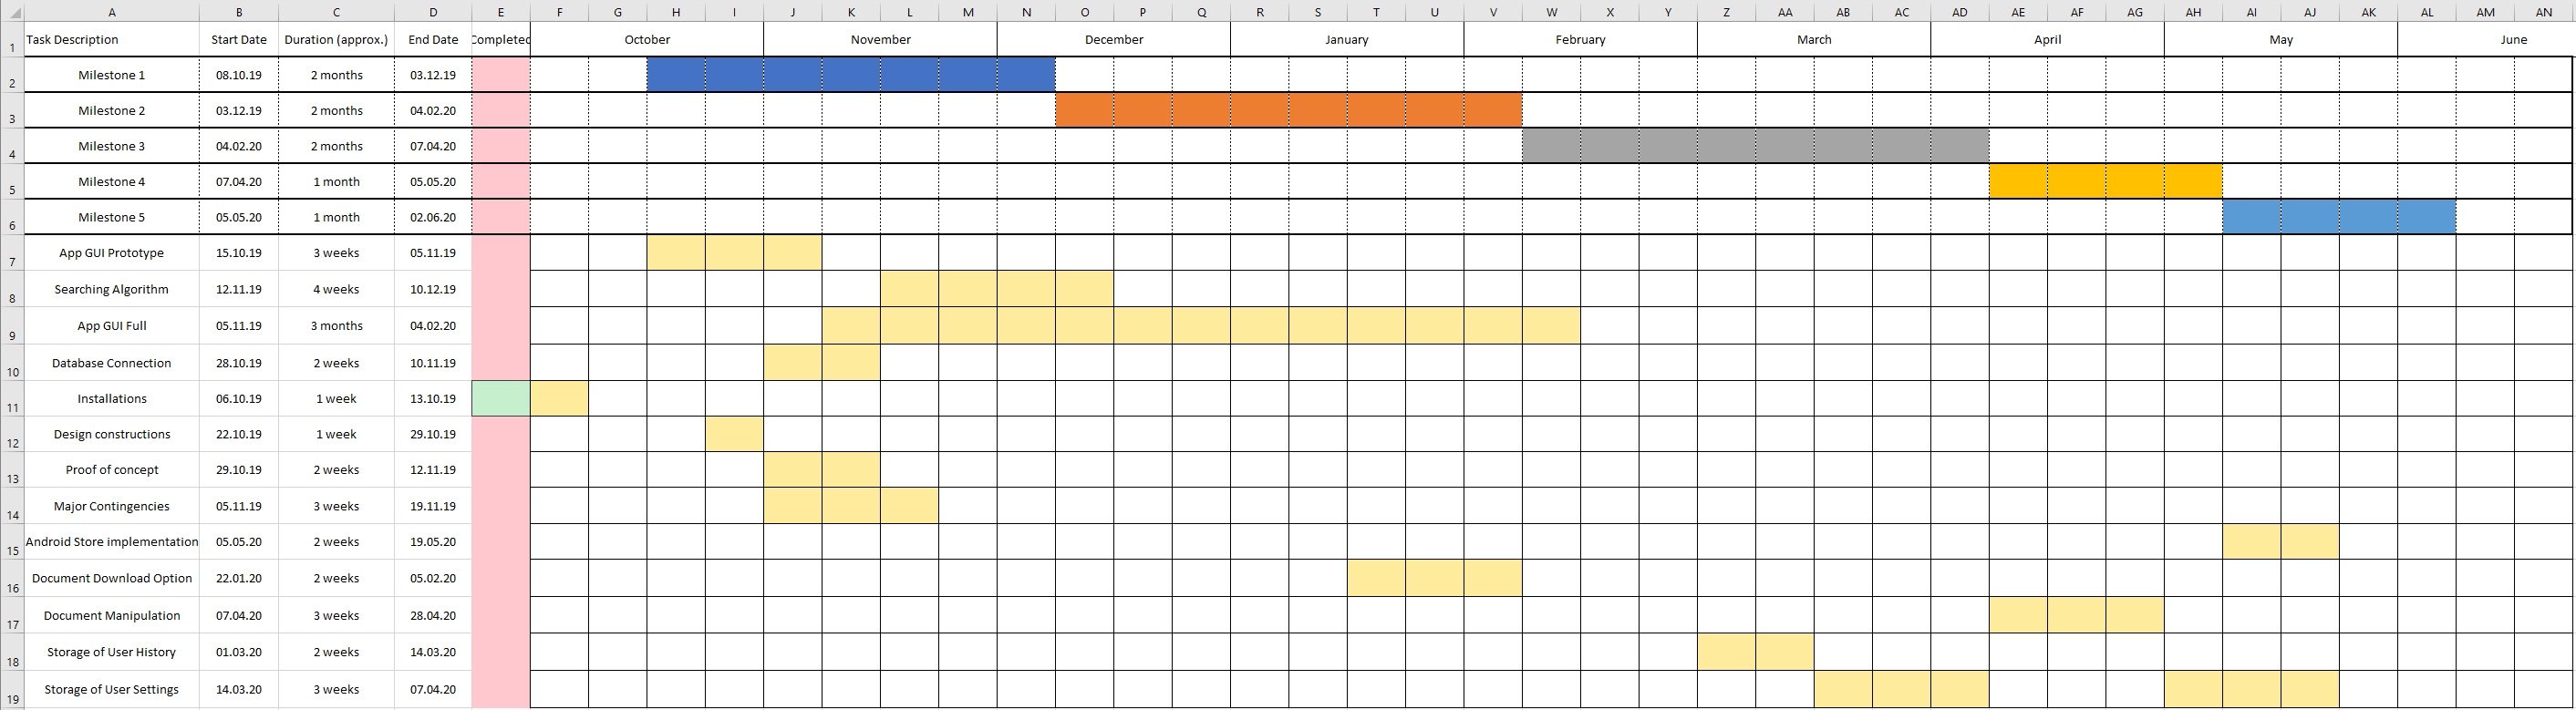 A B C D E F G H I J K L M N O P Q R S T U V W X Y Z AA AB AC AD AE AF AG AH AI AJ AK AL AM AN
1 Task Description Start Date Duration (approx.) End Date Completed October November December January February March April May June
2 Milestone 1 08.10.19 2 months 03.12.19
3 Milestone 2 03.12.19 2 months 04.02.20
4 Milestone 3 04.02.20 2 months 07.04.20
5 Milestone 4 07.04.20 1 month 05.05.20
6 Milestone 5 05.05.20 1 month 02.06.20
7 App GUI Prototype 15.10.19 3 weeks 05.11.19
8 Searching Algorithm 12.11.19 4 weeks 10.12.19
9 App GUI Full 05.11.19 3 months 04.02.20
10 Database Connection 28.10.19 2 weeks 10.11.19
11 Installations 06.10.19 1 week 13.10.19
12 Design constructions 22.10.19 1 week 29.10.19
13 Proof of concept 29.10.19 2 weeks 12.11.19
14 Major Contingencies 05.11.19 3 weeks 19.11.19
15 Android Store implementation 05.05.20 2 weeks 19.05.20
16 Document Download Option 22.01.20 2 weeks 05.02.20
17 Document Manipulation 07.04.20 3 weeks 28.04.20
18 Storage of User History 01.03.20 2 weeks 14.03.20
19 Storage of User Settings 14.03.20 3 weeks 07.04.20